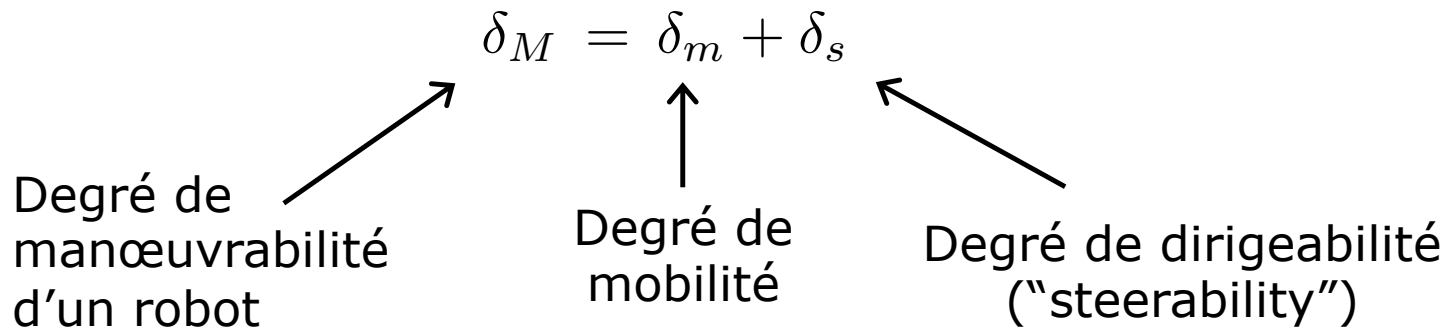 δ_M = δ_m + δ_s
Degré de
manœuvrabilité
d’un robot
Degré de
mobilité
Degré de dirigeabilité
(“steerability”)